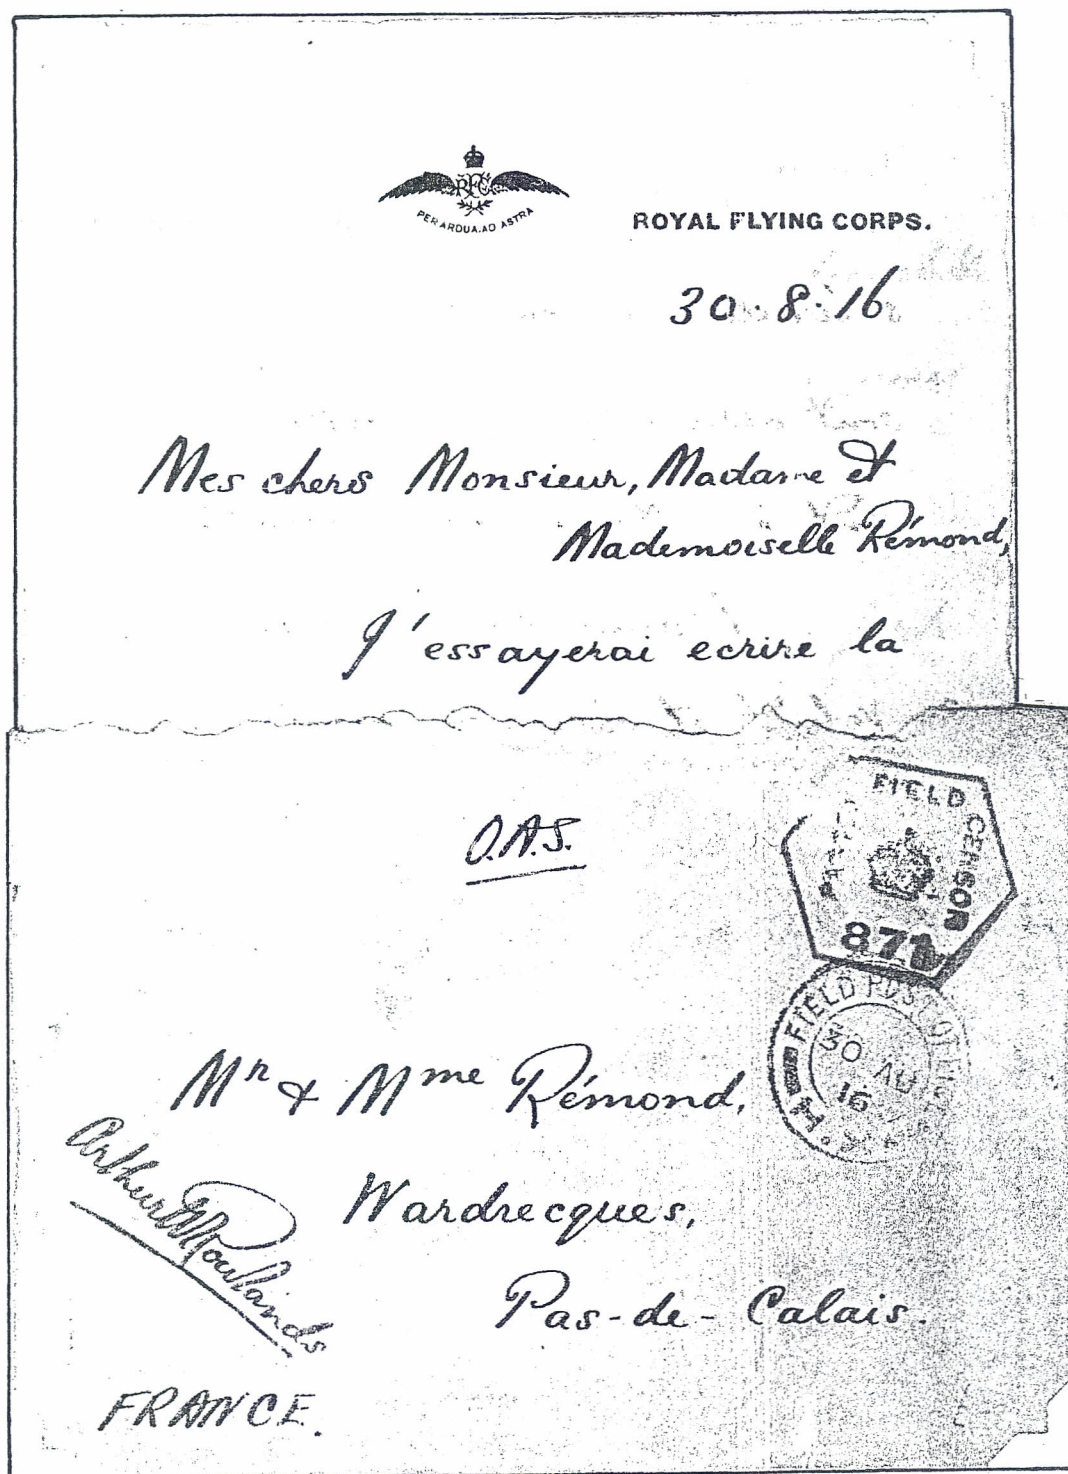 RFC
PER ARDUA AD ASTRA
ROYAL FLYING CORPS.
30.8.16
Mes chers Monsieur, Madame et
Mademoiselle Rémond,
J'essayerai ecrire la
O.A.S.
FIELD CENSOR
871
FIELD POST OFFICE
30 AU
16
Mr & Mme Rémond,
Wardrecques,
Pas-de-Calais.
Arthur Rowlands
FRANCE.